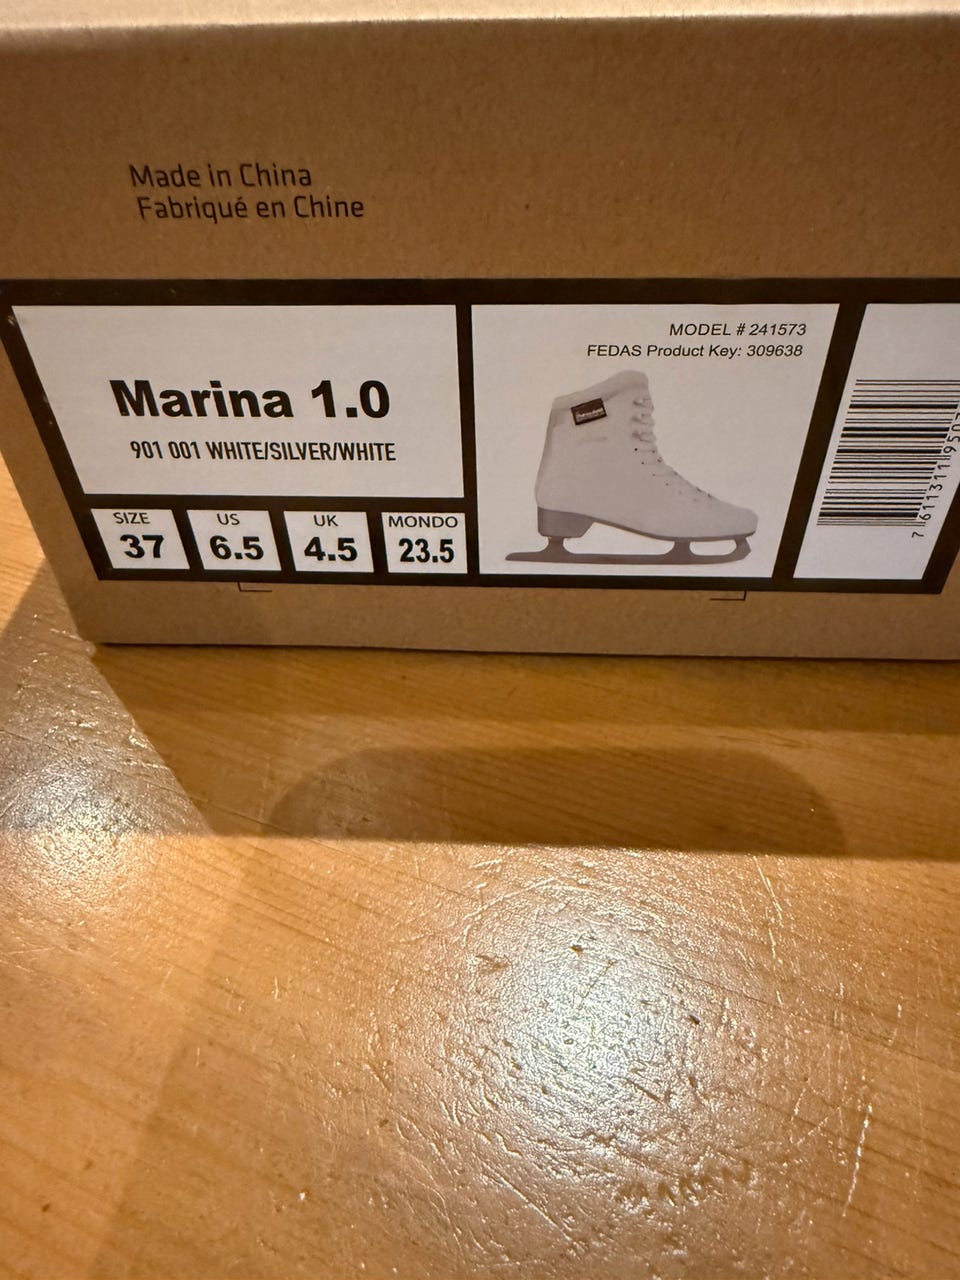 Made in China
Fabriqué en Chine
Marina 1.0
901 001 WHITE/SILVER/WHITE
SIZE
37
US
6.5
UK
4.5
MONDO
23.5
MODEL # 241573
FEDAS Product Key: 309638